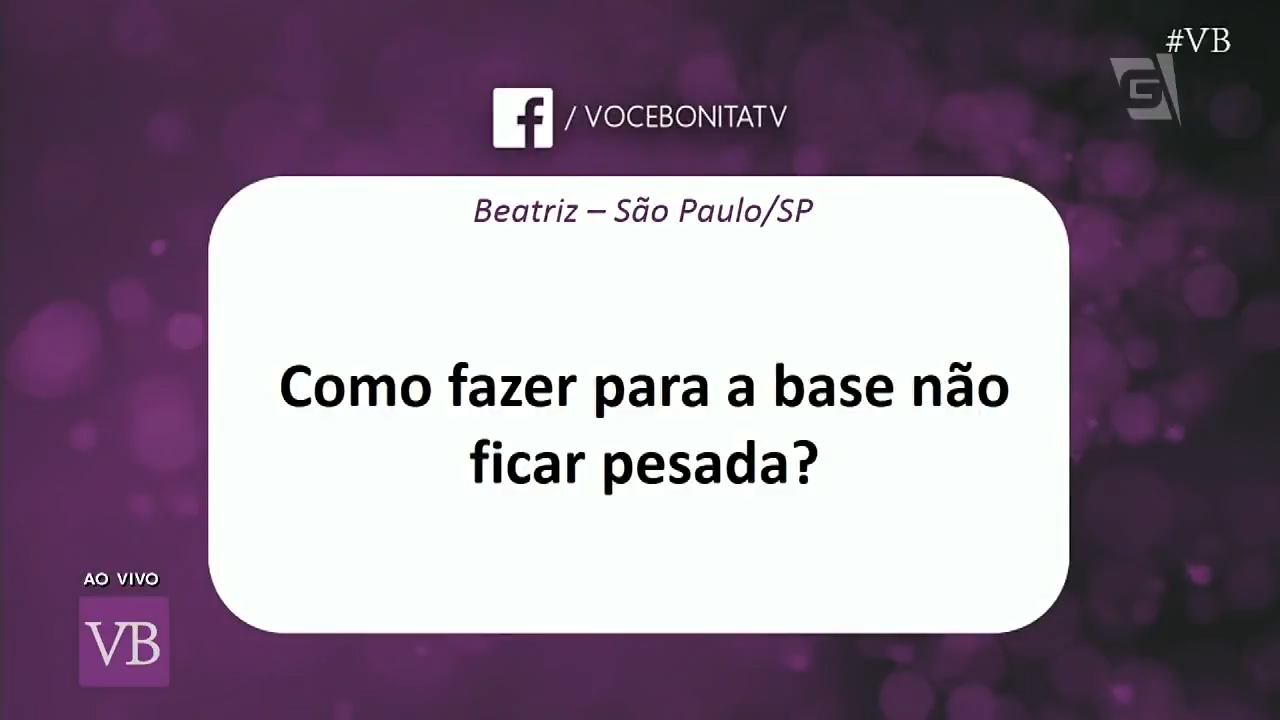 #VB
/ VOCEBONITATV
Beatriz – São Paulo/SP
Como fazer para a base não
ficar pesada?
AO VIVO
VB